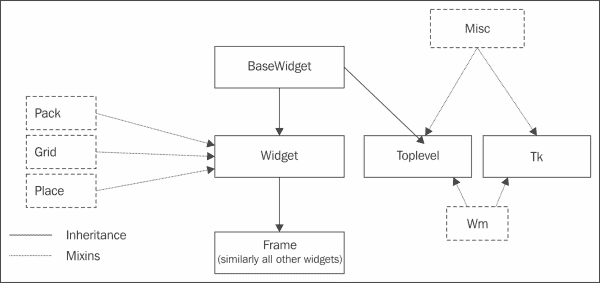 Misc
BaseWidget
Pack
Grid
Widget
Toplevel
Tk
Place
Wm
Inheritance
Frame
(similarly all other widgets)
Mixins